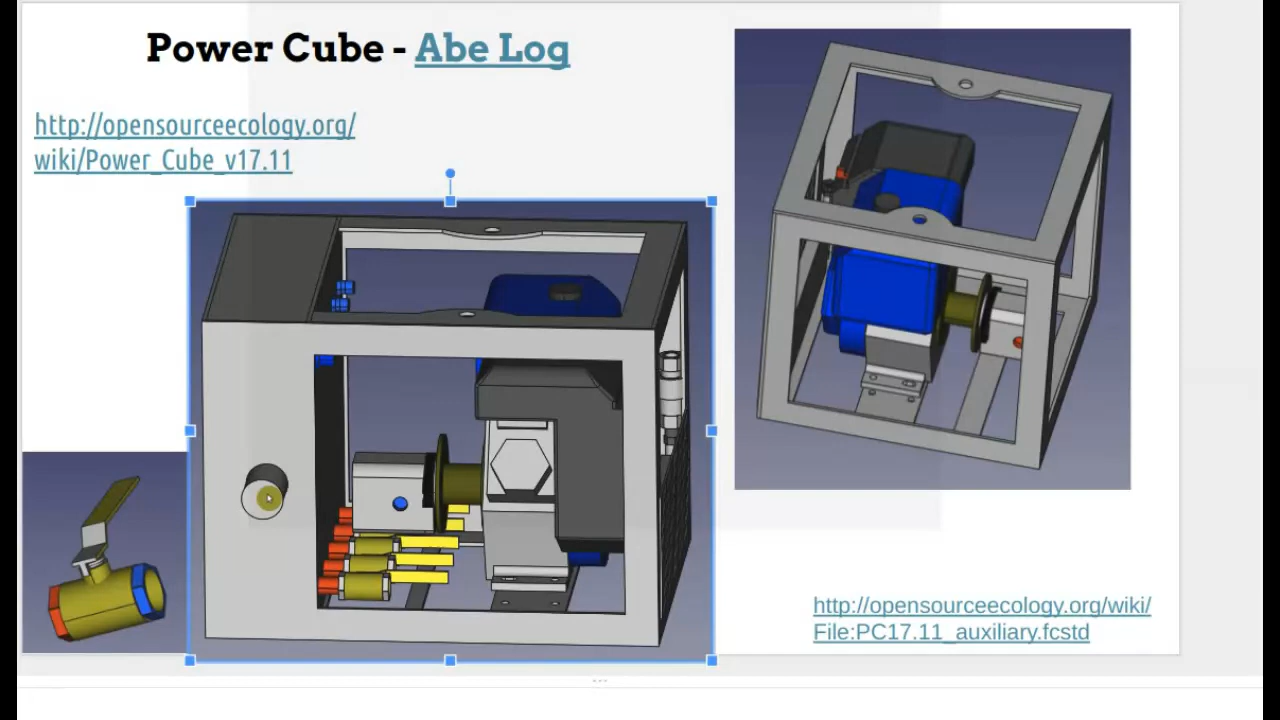 Power Cube - Abe Log
http://opensourceecology.org/
wiki/Power_Cube_v17.11
http://opensourceecology.org/wiki/
File:PC17.11_auxiliary.fcstd